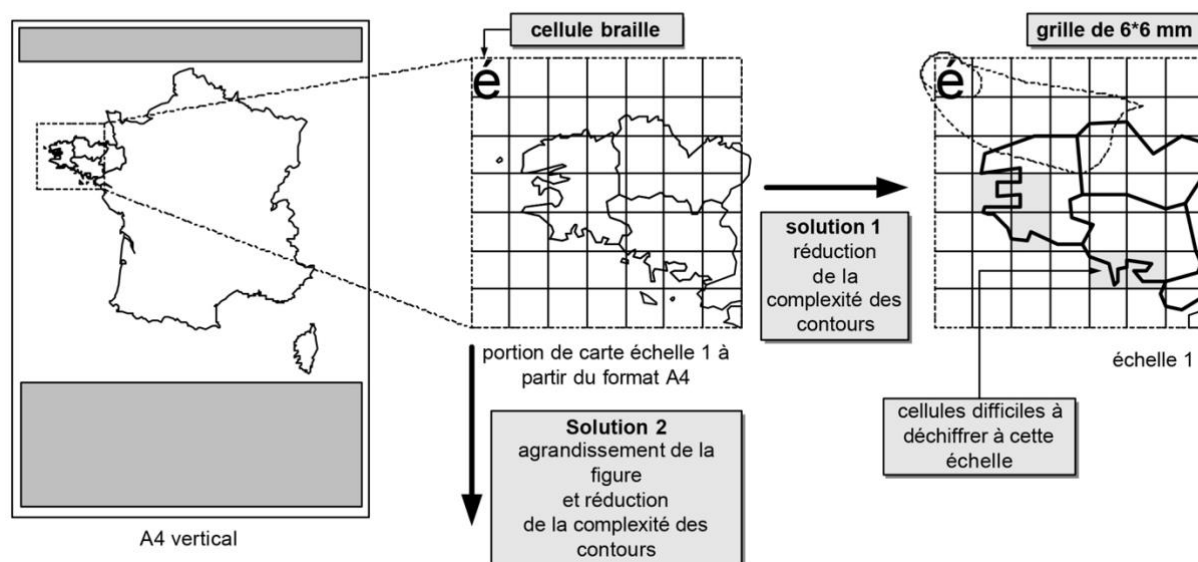 cellule braille
grille de 6*6 mm
é
é
solution 1
réduction
de la
complexité des
contours
portion de carte échelle 1 à
partir du format A4
échelle 1
Solution 2
agrandissement de la
figure
et réduction
de la complexité des
contours
cellules difficiles à
déchiffrer à cette
échelle
A4 vertical